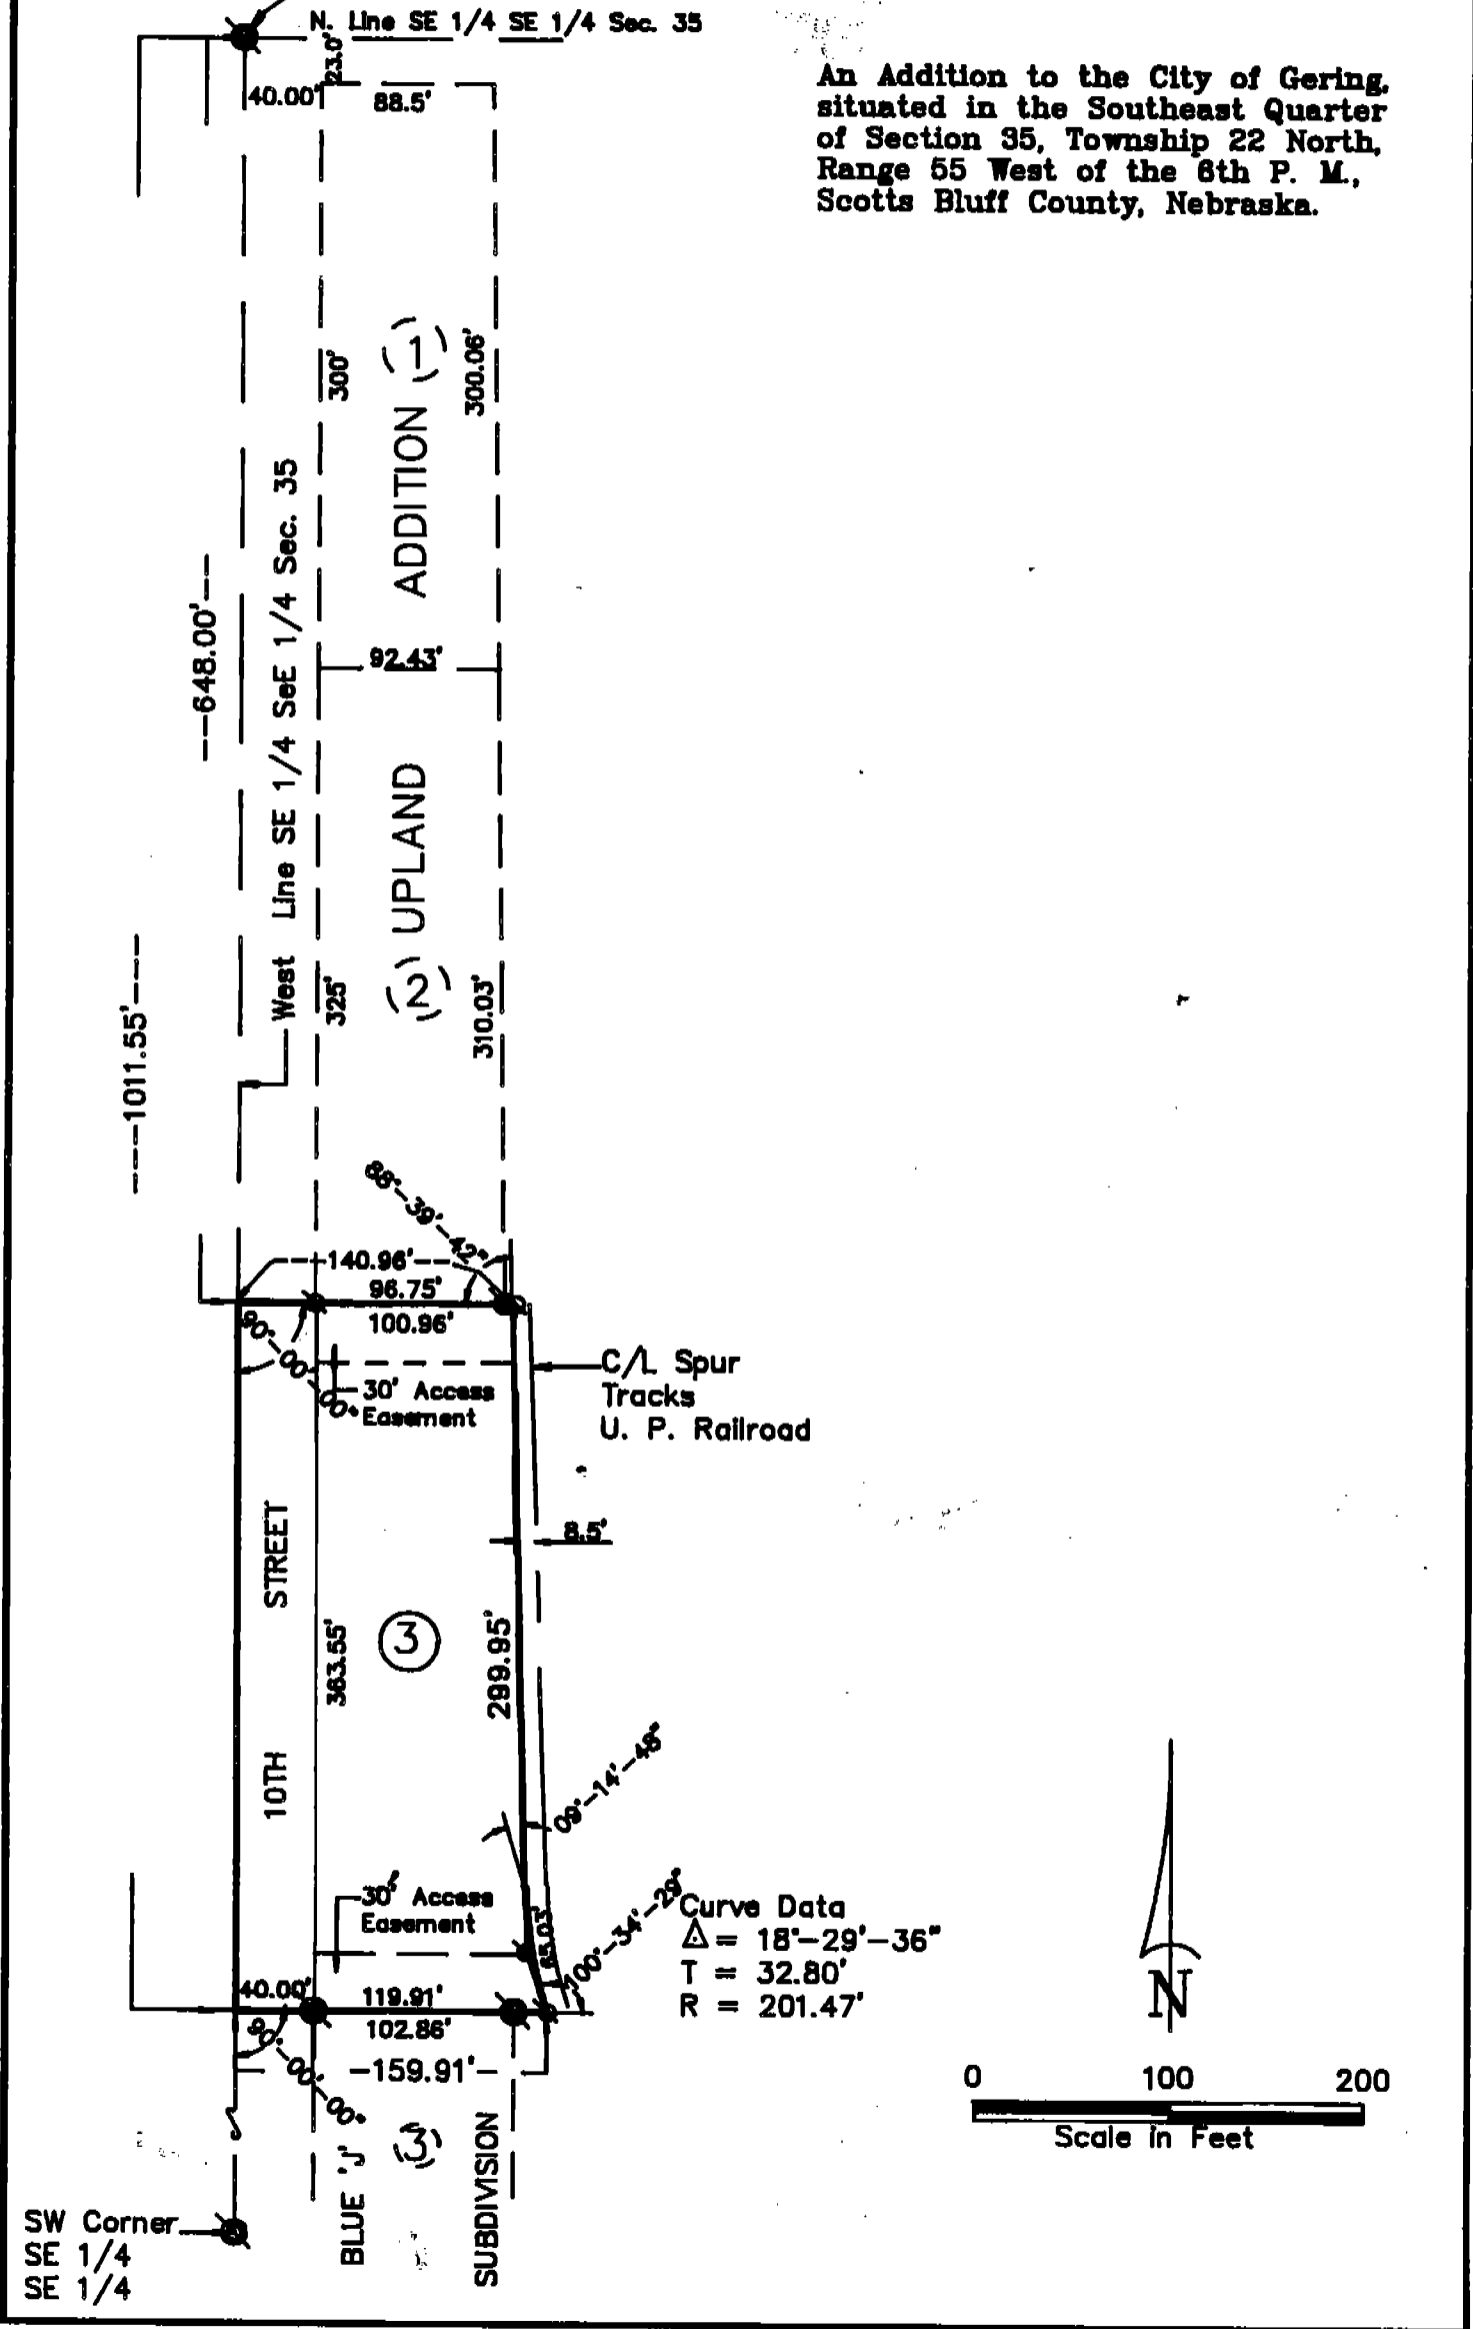 N. Line SE 1/4 SE 1/4 Sec. 35
23.0'
40.00'
88.5'
An Addition to the City of Gering,
situated in the Southeast Quarter
of Section 35, Township 22 North,
Range 55 West of the 6th P. M.,
Scotts Bluff County, Nebraska.
300'
(1)
300.06'
ADDITION
West Line SE 1/4 SeE 1/4 Sec. 35
--648.00'---
92.43'
UPLAND
(2)
325'
310.03'
----1011.55'----
88°-39'-42"
--140.96'--
96.75'
100.96'
90°-00'-00"
30' Access
Easement
C/L Spur
Tracks
U. P. Railroad
8.5'
10TH STREET
363.55'
3
299.95'
09°-14'-48"
30' Access
Easement
65.03'
100°-34'-29"
Curve Data
Δ= 18°-29'-36"
T = 32.80'
R = 201.47'
40.00'
119.91'
102.86'
90°-00'-00"
-159.91'-
N
0 100 200
Scale in Feet
BLUE 'J'
(3)
SUBDIVISION
SW Corner
SE 1/4
SE 1/4